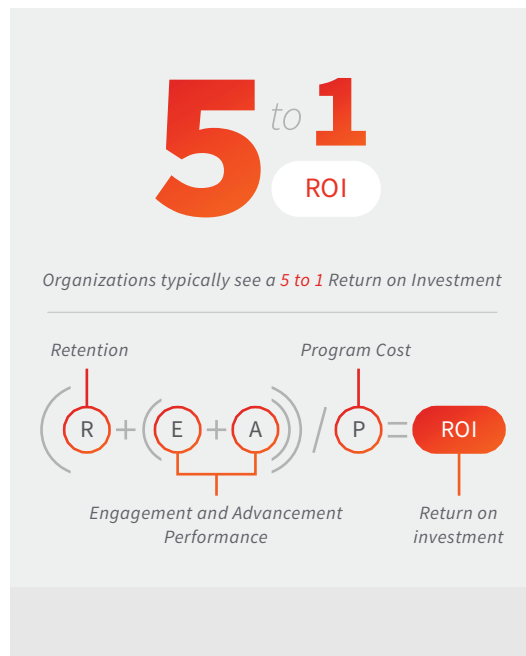 5 to 1
ROI
Organizations typically see a 5 to 1 Return on Investment
Retention
Program Cost
(R + (E + A)) / P = ROI
Engagement and Advancement
Performance
Return on
investment